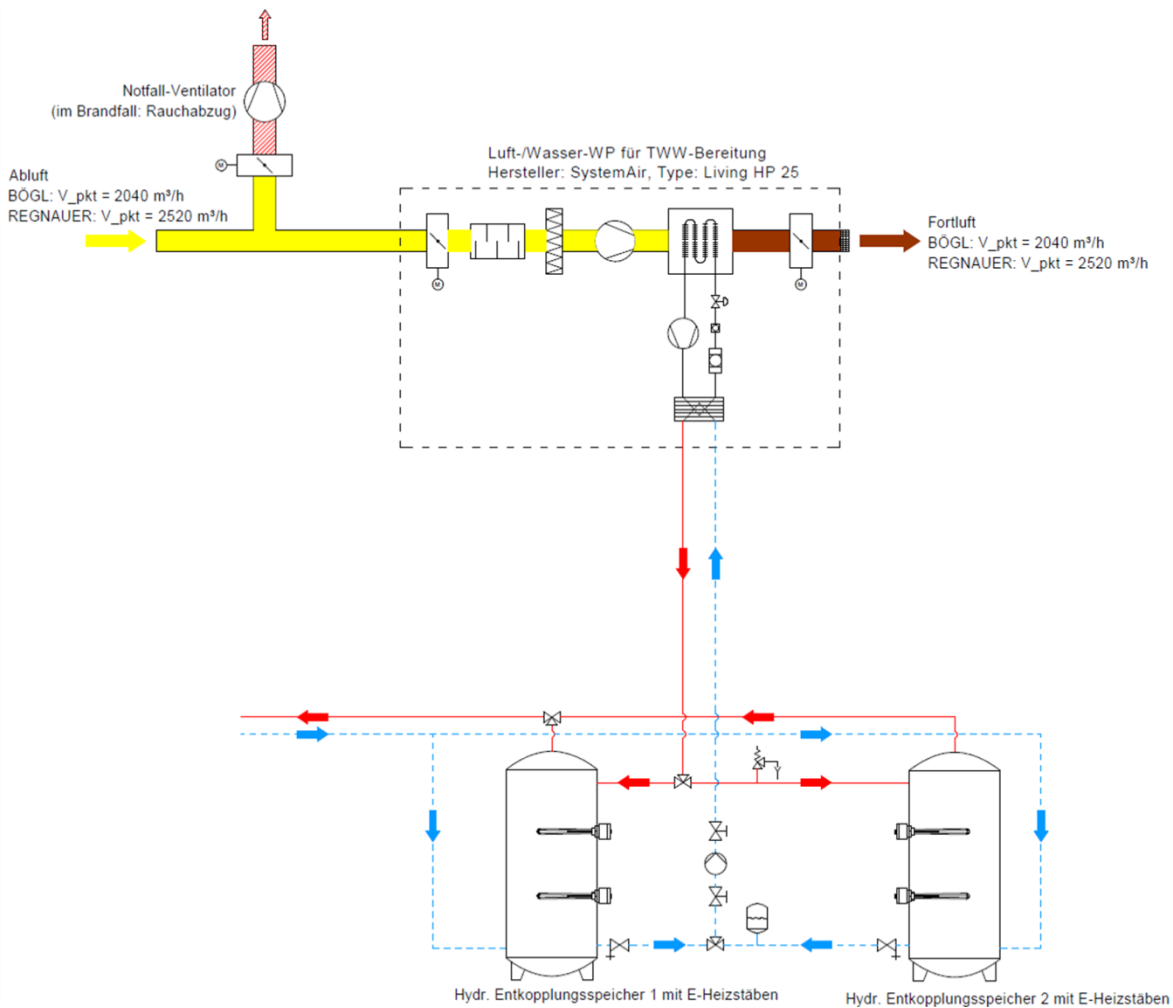 Notfall-Ventilator
(im Brandfall: Rauchabzug)
M
Luft-/Wasser-WP für TWW-Bereitung
Hersteller: SystemAir, Type: Living HP 25
Abluft
BÖGL: V_pkt = 2040 m³/h
REGNAUER: V_pkt = 2520 m³/h
Fortluft
BÖGL: V_pkt = 2040 m³/h
REGNAUER: V_pkt = 2520 m³/h
M
M
Hydr. Entkopplungsspeicher 1 mit E-Heizstäben
Hydr. Entkopplungsspeicher 2 mit E-Heizstäben